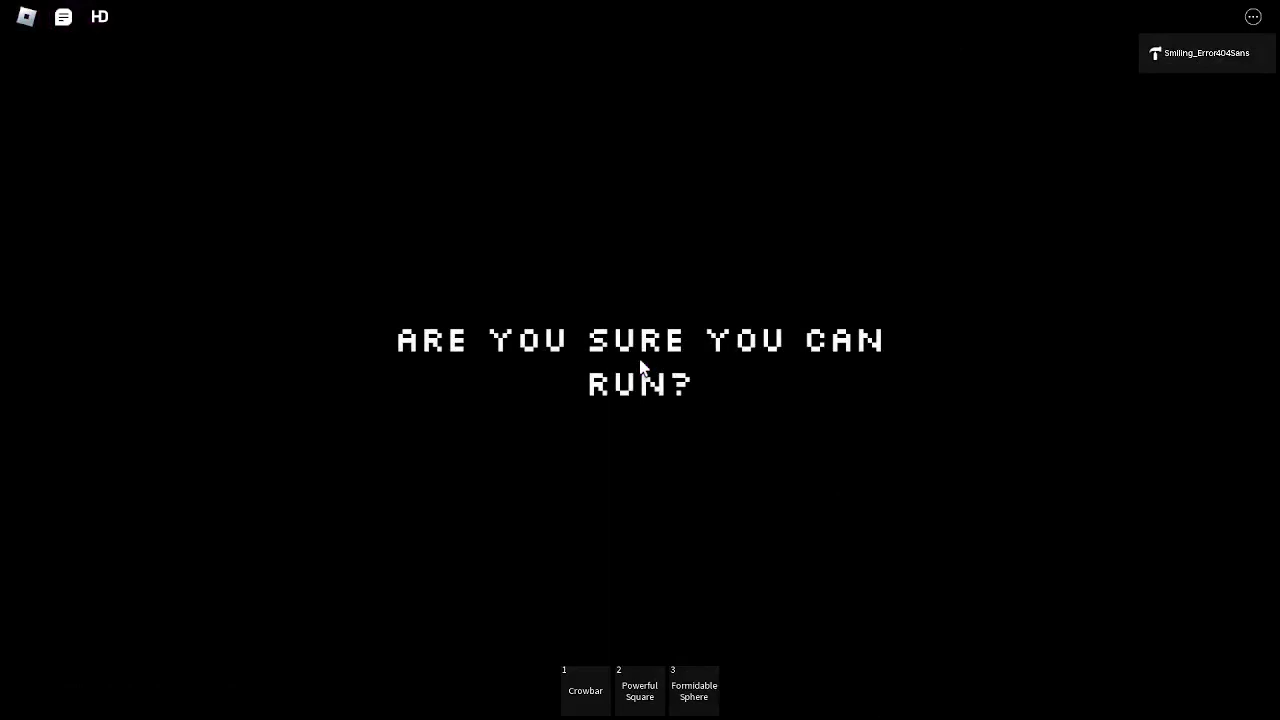 HD
Smiling_Error404Sans
ARE YOU SURE YOU CAN
RUN?
1
Crowbar
2
Powerful
Square
3
Formidable
Sphere